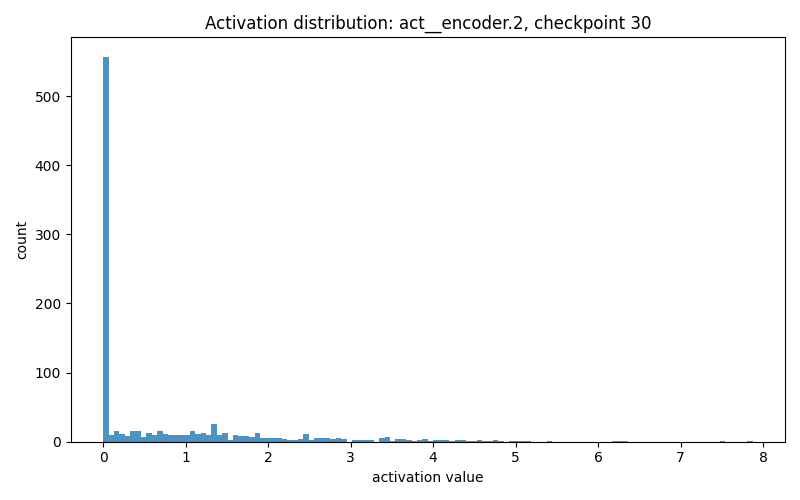 Activation distribution: act__encoder.2, checkpoint 30
500
400
300
200
100
0
count
0 1 2 3 4 5 6 7 8
activation value